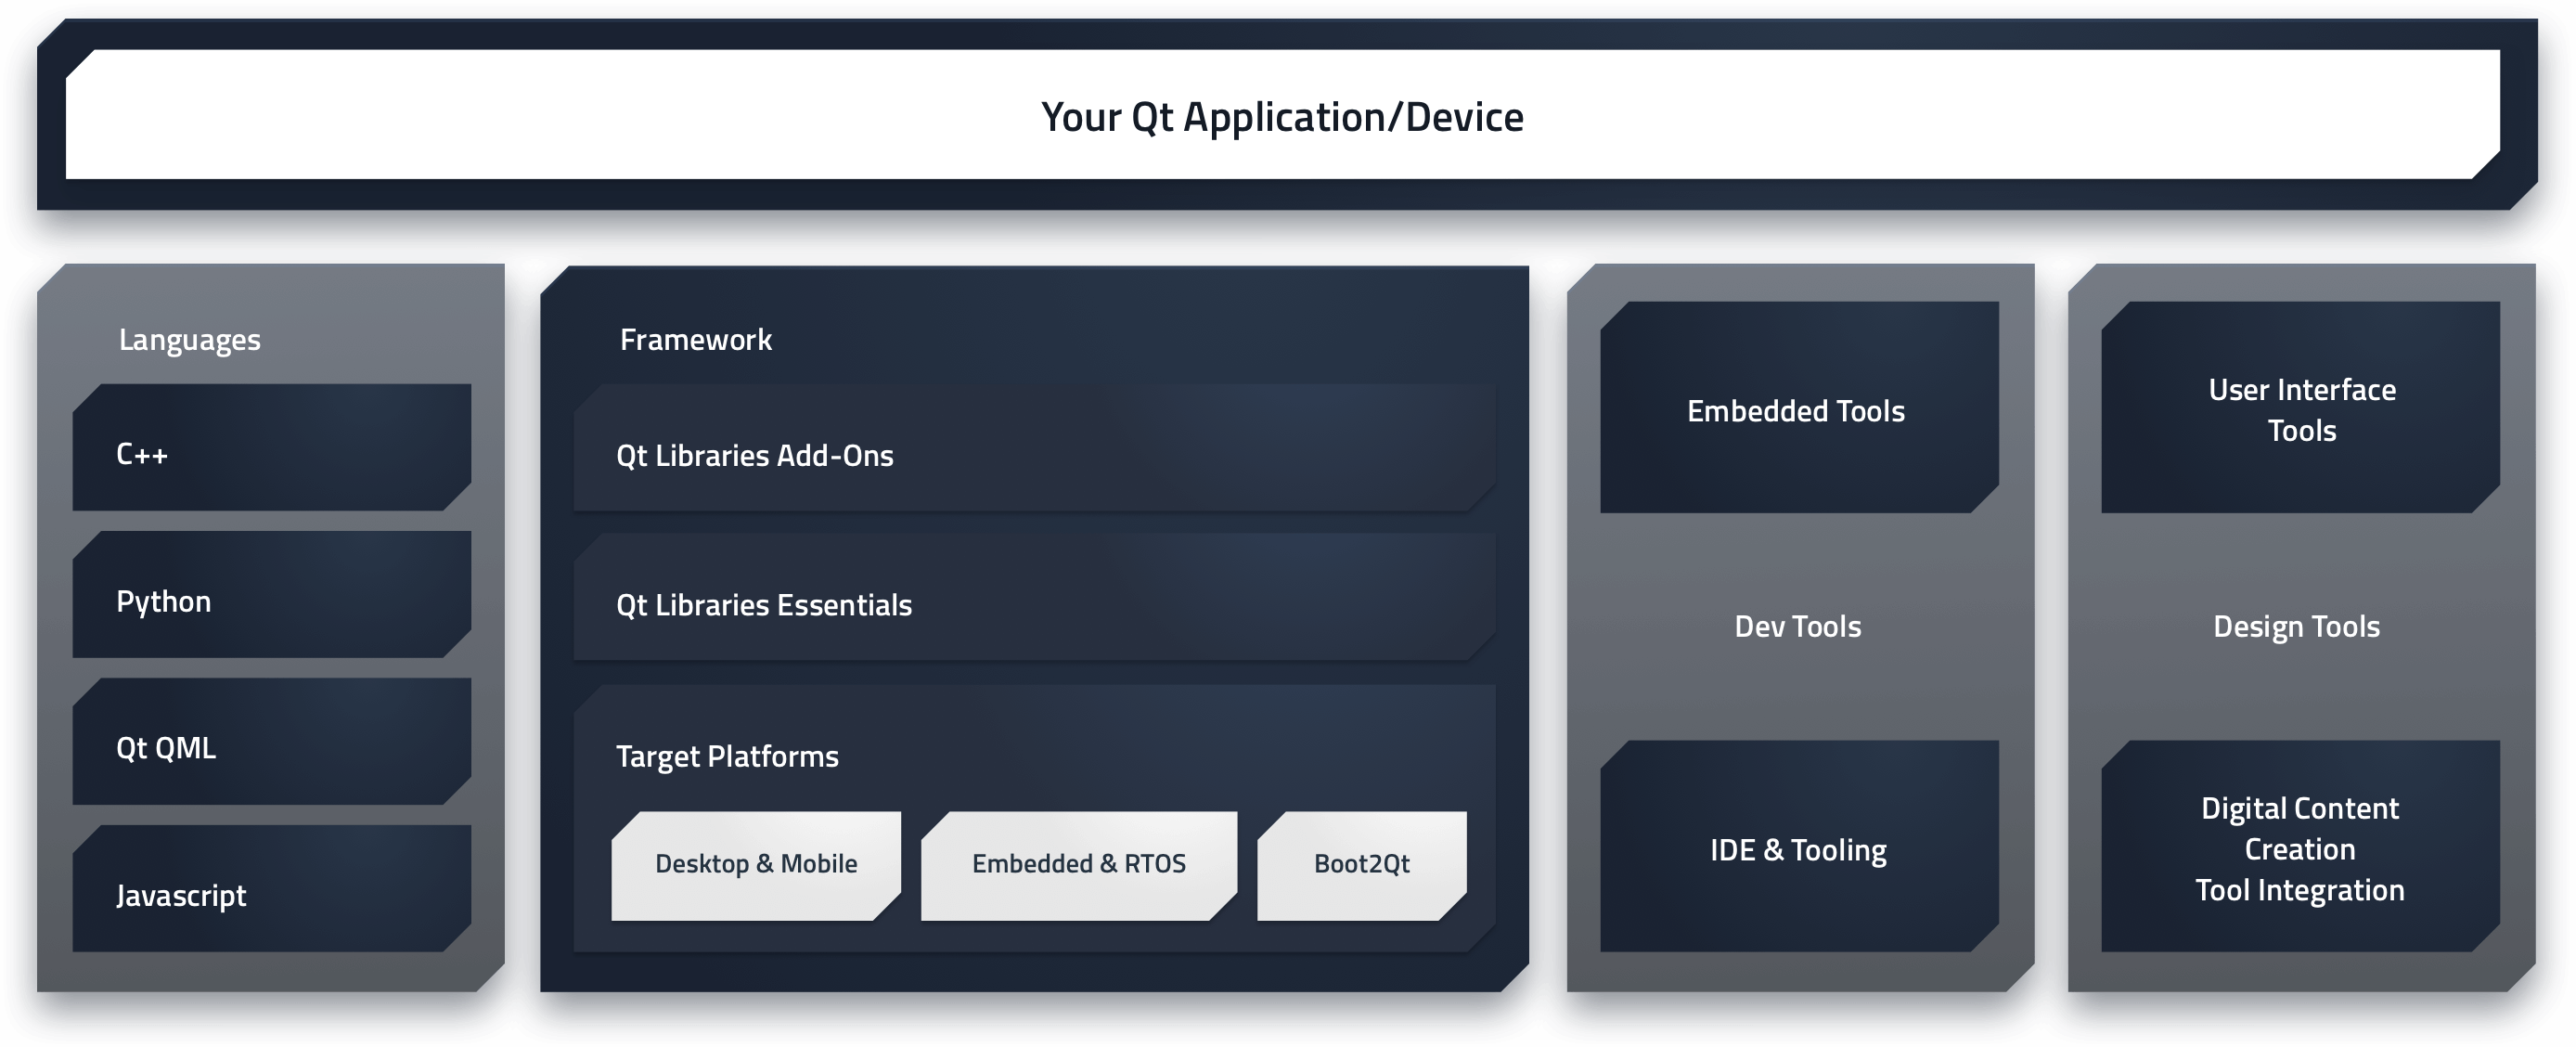 Your Qt Application/Device
Languages
C++
Python
Qt QML
Javascript
Framework
Qt Libraries Add-Ons
Qt Libraries Essentials
Target Platforms
Desktop & Mobile
Embedded & RTOS
Boot2Qt
Embedded Tools
Dev Tools
IDE & Tooling
User Interface
Tools
Design Tools
Digital Content
Creation
Tool Integration